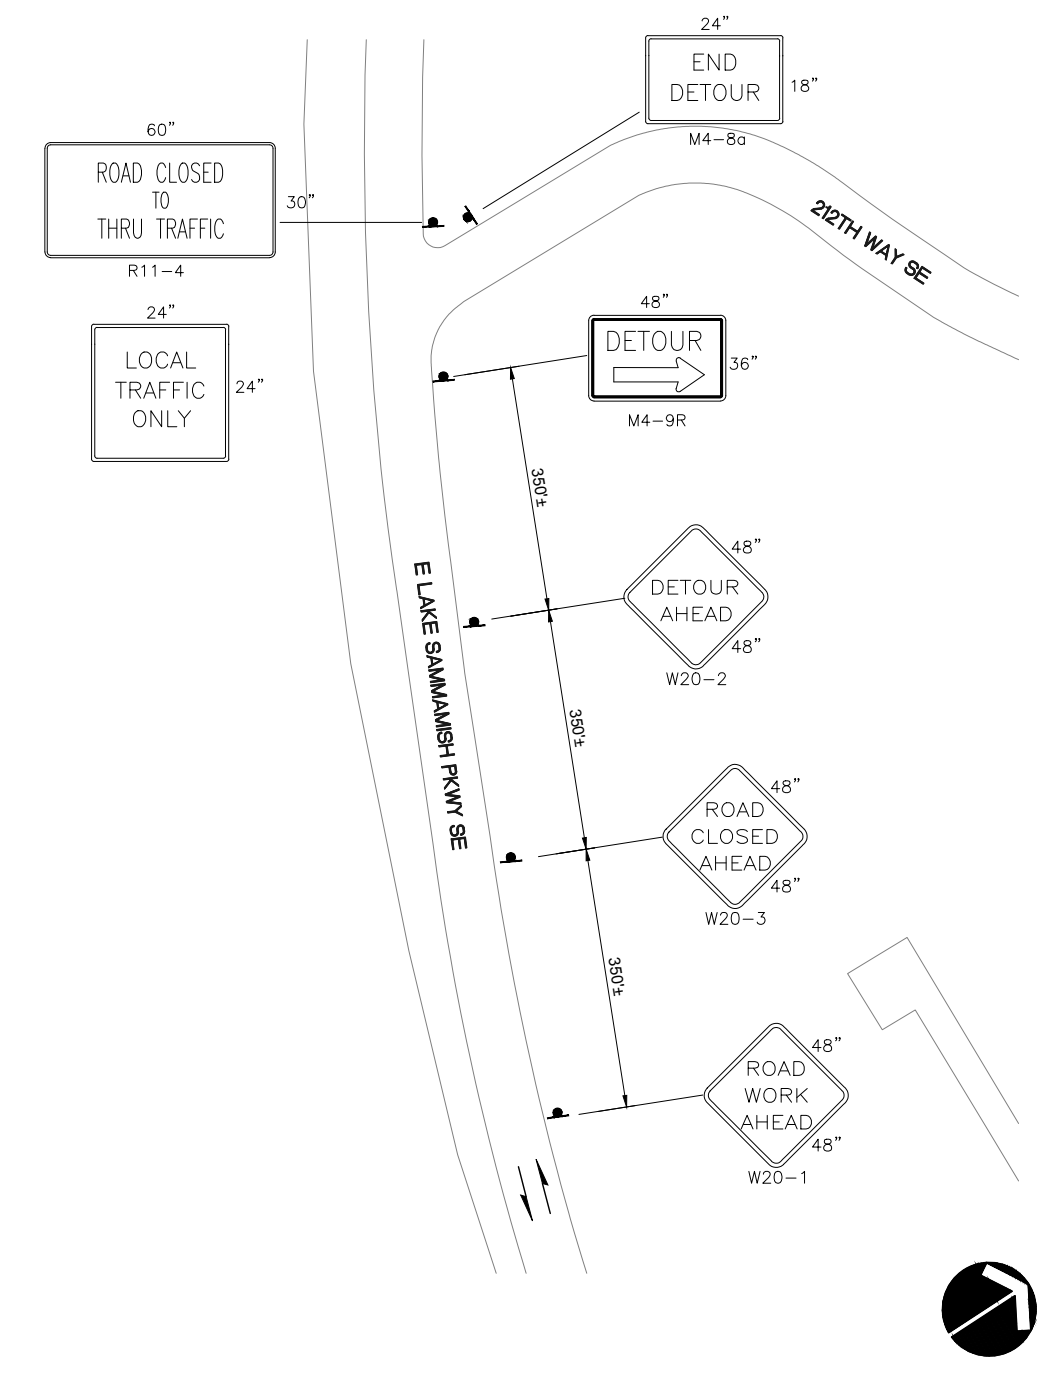 24"
END
DETOUR
18"
M4-8a
60"
ROAD CLOSED
TO
THRU TRAFFIC
30"
R11-4
212TH WAY SE
24"
LOCAL
TRAFFIC
ONLY
24"
48"
DETOUR
36"
M4-9R
350'±
48"
DETOUR
AHEAD
48"
W20-2
E LAKE SAMMAMISH PKWY SE
350'±
48"
ROAD
CLOSED
AHEAD
48"
W20-3
350'±
48"
ROAD
WORK
AHEAD
48"
W20-1